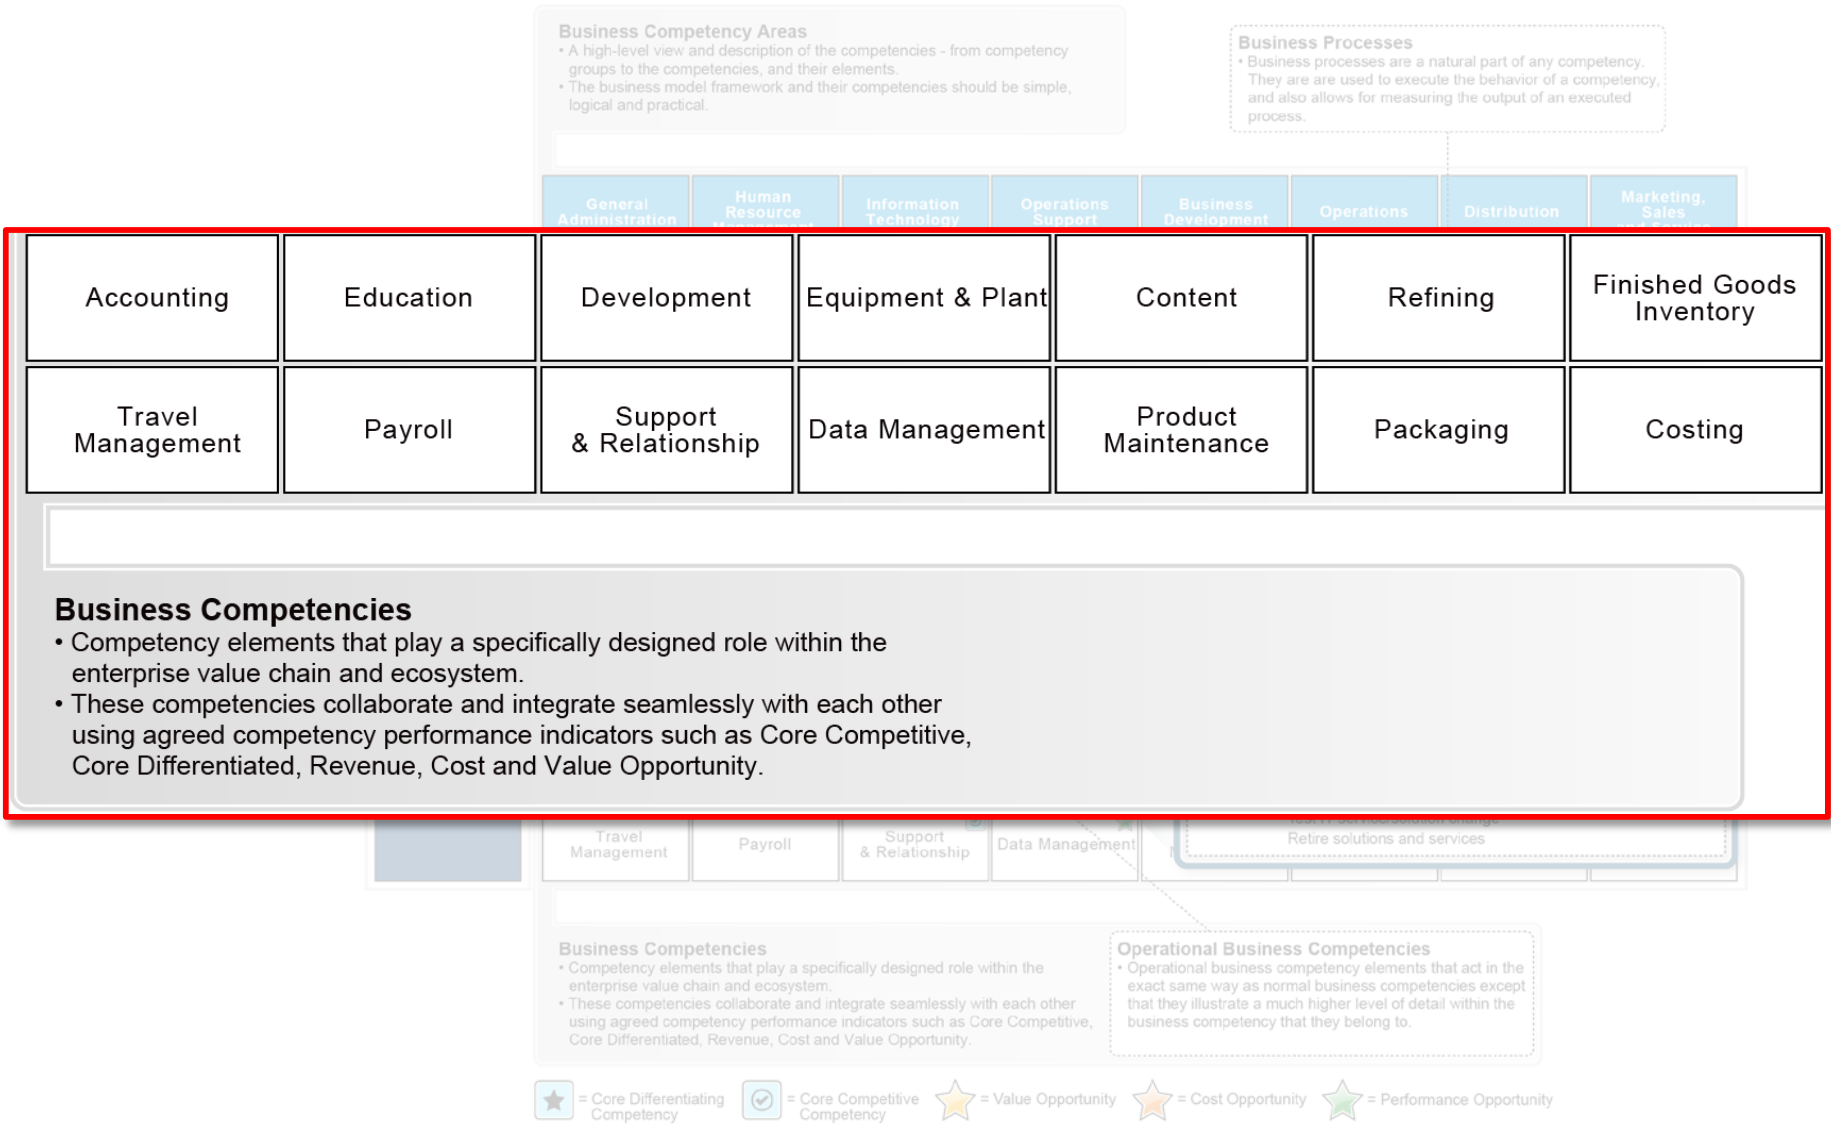 Business Competency Areas
• A high-level view and description of the competencies - from competency
groups to the competencies, and their elements.
• The business model framework and their competencies should be simple,
logical and practical.
Business Processes
• Business processes are a natural part of any competency.
They are are used to execute the behavior of a competency,
and also allows for measuring the output of an executed
process.
General
Administration
Human
Resource
Management
Information
Technology
Operations
Support
Business
Development
Operations
Distribution
Marketing,
Sales
and Service
Accounting
Education
Development
Equipment & Plant
Content
Refining
Finished Goods
Inventory
Travel
Management
Payroll
Support
& Relationship
Data Management
Product
Maintenance
Packaging
Costing
Business Competencies
• Competency elements that play a specifically designed role within the
enterprise value chain and ecosystem.
• These competencies collaborate and integrate seamlessly with each other
using agreed competency performance indicators such as Core Competitive,
Core Differentiated, Revenue, Cost and Value Opportunity.
Test IT service/solution change
Retire solutions and services
Travel
Management
Payroll
Support
& Relationship
Data Management
Business Competencies
• Competency elements that play a specifically designed role within the
enterprise value chain and ecosystem.
• These competencies collaborate and integrate seamlessly with each other
using agreed competency performance indicators such as Core Competitive,
Core Differentiated, Revenue, Cost and Value Opportunity.
Operational Business Competencies
• Operational business competency elements that act in the
exact same way as normal business competencies except
that they illustrate a much higher level of detail within the
business competency that they belong to.
= Core Differentiating
Competency
= Core Competitive
Competency
= Value Opportunity
= Cost Opportunity
= Performance Opportunity